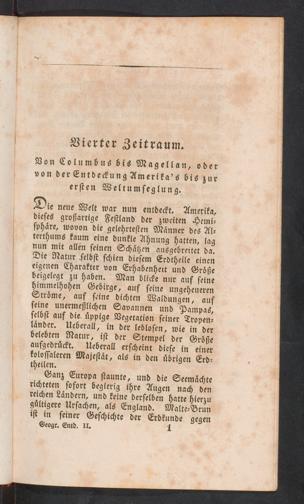 Vierter Zeitraum.
Von Columbus bis Magellan, oder
von der Entdeckung Amerika's bis zur
ersten Weltumseglung.
Die neue Welt war nun entdeckt. Amerika,
dieses grossartige Festland der zweiten Hemi-
sphäre, wovon die gelehrtesten Männer des Al-
terthums kaum eine dunkle Ahnung hatten, lag
nun mit allen seinen Schätzen ausgebreitet da.
Die Natur selbst schien diesem Erdtheile einen
eigenen Charakter von Erhabenheit und Größe
beigelegt zu haben. Man blicke nur auf seine
himmelhohen Gebirge, auf seine ungeheueren
Ströme, auf seine dichten Waldungen, auf
seine unermeßlichen Savannen und Pampas,
selbst auf die üppige Vegetation seiner Tropen-
länder. Ueberall, in der leblosen, wie in der
belebten Natur, ist der Stempel der Größe
aufgedrückt. Ueberall erscheint diese in einer
kolossaleren Majestät, als in den übrigen Erd-
theilen.
Ganz Europa staunte, und die Seemächte
richteten sofort begierig ihre Augen nach den
reichen Ländern, und keine derselben hatte hierzu
gültigere Ursachen, als England. Malte-Brun
ist in seiner Geschichte der Erdkunde gegen
Geogr. Entd. II. 1